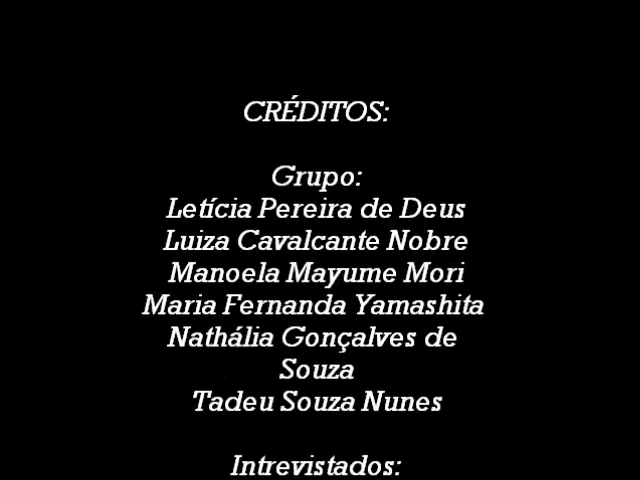 CRÉDITOS:
Grupo:
Letícia Pereira de Deus
Luiza Cavalcante Nobre
Manoela Mayume Mori
Maria Fernanda Yamashita
Nathália Gonçalves de
Souza
Tadeu Souza Nunes
Intrevistados: